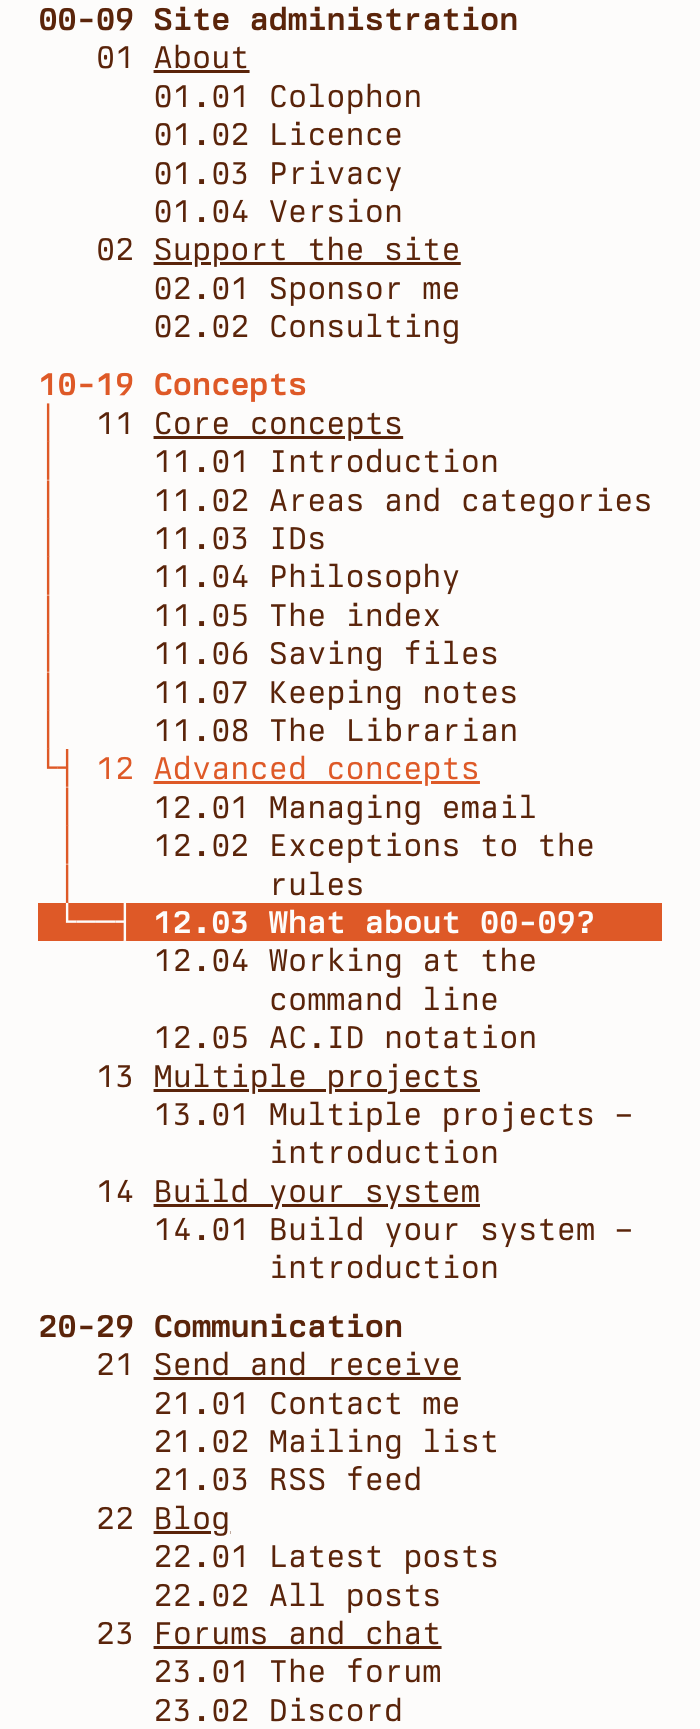 00-09 Site administration
01 About
01.01 Colophon
01.02 Licence
01.03 Privacy
01.04 Version
02 Support the site
02.01 Sponsor me
02.02 Consulting
10-19 Concepts
11 Core concepts
11.01 Introduction
11.02 Areas and categories
11.03 IDs
11.04 Philosophy
11.05 The index
11.06 Saving files
11.07 Keeping notes
11.08 The Librarian
12 Advanced concepts
12.01 Managing email
12.02 Exceptions to the
rules
12.03 What about 00-09?
12.04 Working at the
command line
12.05 AC.ID notation
13 Multiple projects
13.01 Multiple projects –
introduction
14 Build your system
14.01 Build your system –
introduction
20-29 Communication
21 Send and receive
21.01 Contact me
21.02 Mailing list
21.03 RSS feed
22 Blog
22.01 Latest posts
22.02 All posts
23 Forums and chat
23.01 The forum
23.02 Discord